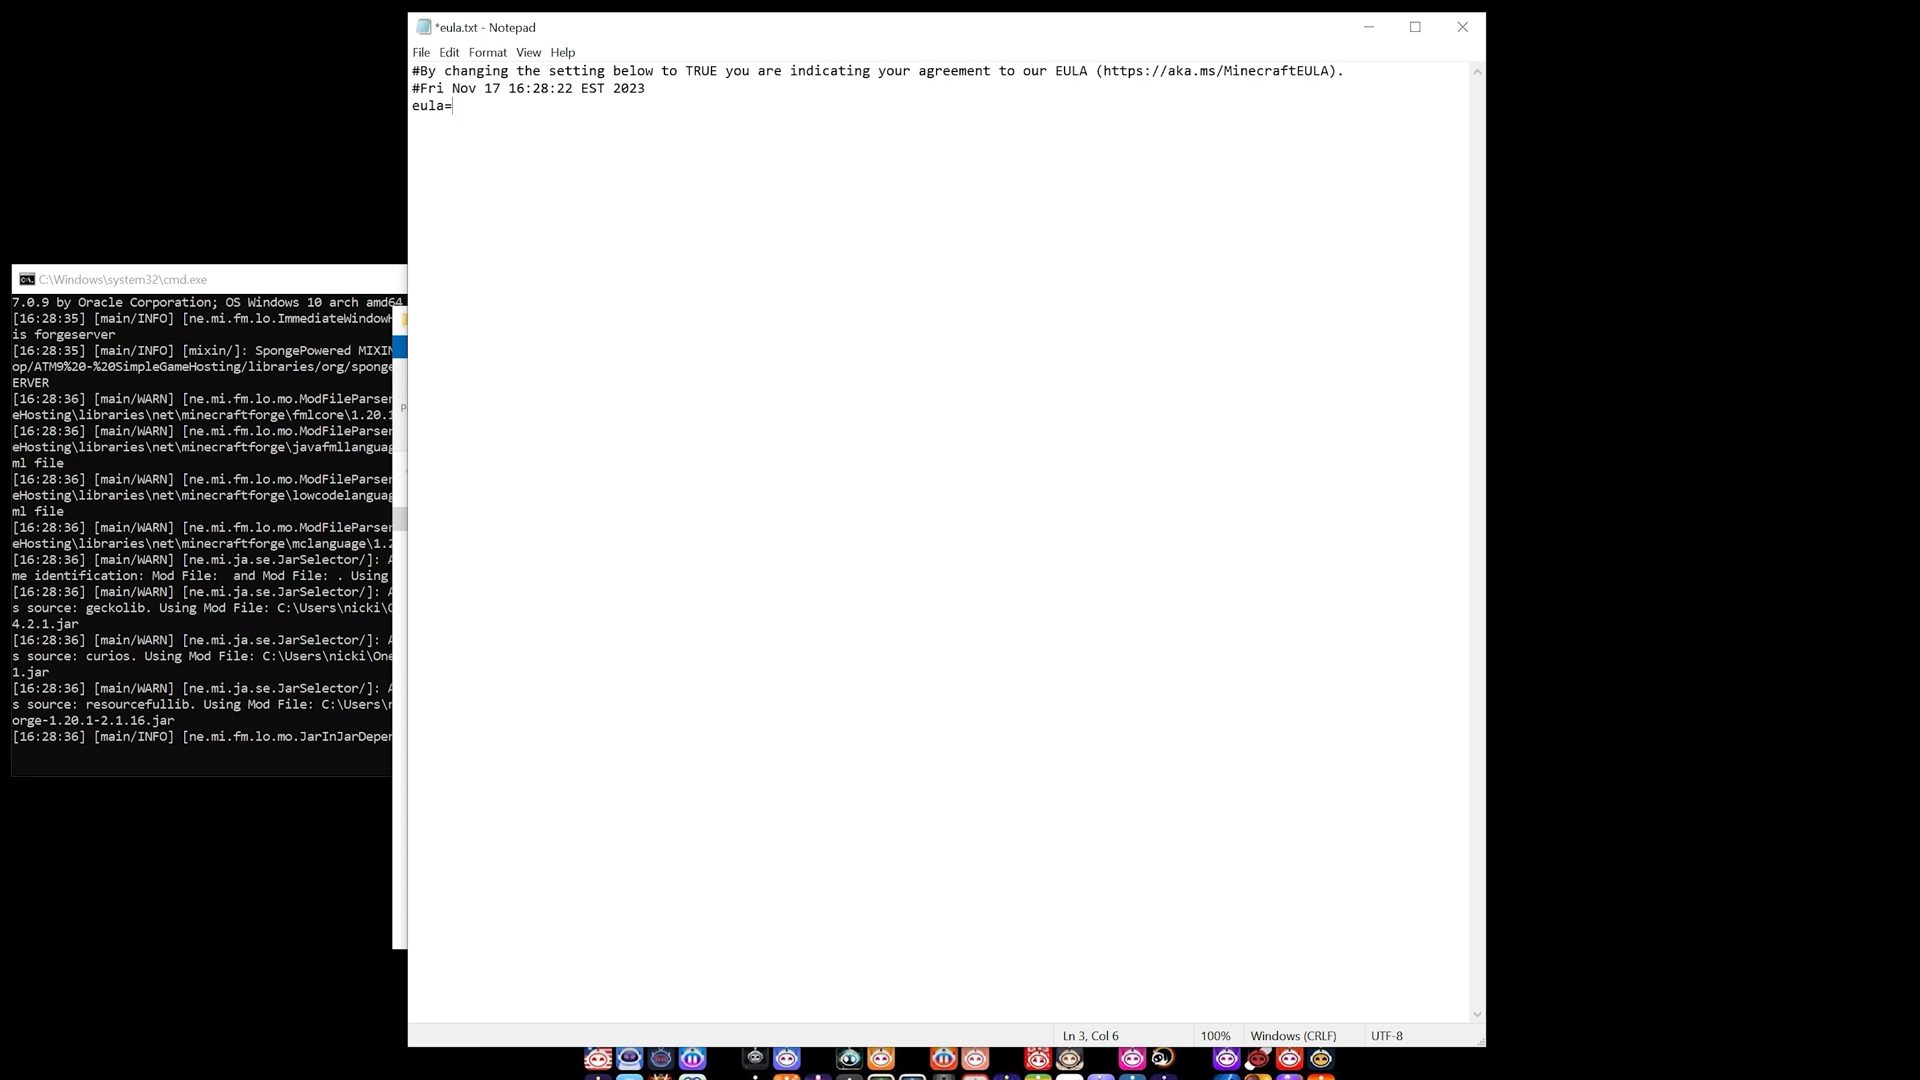 *eula.txt - Notepad
File Edit Format View Help
#By changing the setting below to TRUE you are indicating your agreement to our EULA (https://aka.ms/MinecraftEULA).
#Fri Nov 17 16:28:22 EST 2023
eula=
C:\Windows\system32\cmd.exe
7.0.9 by Oracle Corporation; OS Windows 10 arch amd64
[16:28:35] [main/INFO] [ne.mi.fm.lo.ImmediateWindow
is forgeserver
[16:28:35] [main/INFO] [mixin/]: SpongePowered MIXIN
op/ATM9%20-%20SimpleGameHosting/libraries/org/sponge
ERVER
[16:28:36] [main/WARN] [ne.mi.fm.lo.mo.ModFileParser
eHosting\libraries\net\minecraftforge\fmlcore\1.20.1
[16:28:36] [main/WARN] [ne.mi.fm.lo.mo.ModFileParser
eHosting\libraries\net\minecraftforge\javafmllanguag
ml file
[16:28:36] [main/WARN] [ne.mi.fm.lo.mo.ModFileParser
eHosting\libraries\net\minecraftforge\lowcodelanguag
ml file
[16:28:36] [main/WARN] [ne.mi.fm.lo.mo.ModFileParser
eHosting\libraries\net\minecraftforge\mclanguage\1.2
[16:28:36] [main/WARN] [ne.mi.ja.se.JarSelector/]: A
me identification: Mod File:  and Mod File: . Using
[16:28:36] [main/WARN] [ne.mi.ja.se.JarSelector/]: A
s source: geckolib. Using Mod File: C:\Users\nicki\O
4.2.1.jar
[16:28:36] [main/WARN] [ne.mi.ja.se.JarSelector/]: A
s source: curios. Using Mod File: C:\Users\nicki\One
1.jar
[16:28:36] [main/WARN] [ne.mi.ja.se.JarSelector/]: A
s source: resourcefullib. Using Mod File: C:\Users\n
orge-1.20.1-2.1.16.jar
[16:28:36] [main/INFO] [ne.mi.fm.lo.mo.JarInJarDepen
Ln 3, Col 6
100%
Windows (CRLF)
UTF-8